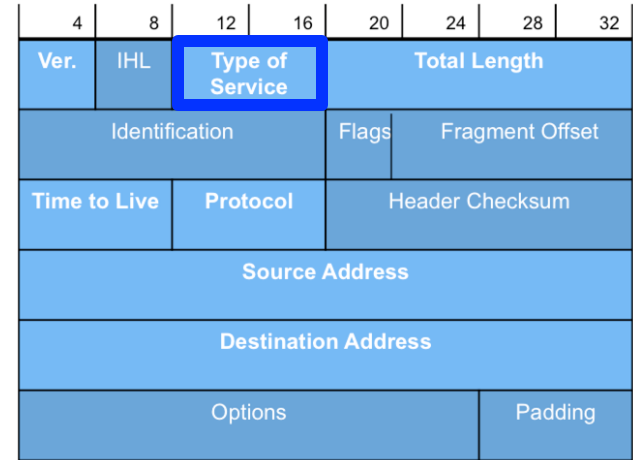 4 8 12 16 20 24 28 32
Ver. IHL Type of Service Total Length
Identification Flags Fragment Offset
Time to Live Protocol Header Checksum
Source Address
Destination Address
Options Padding